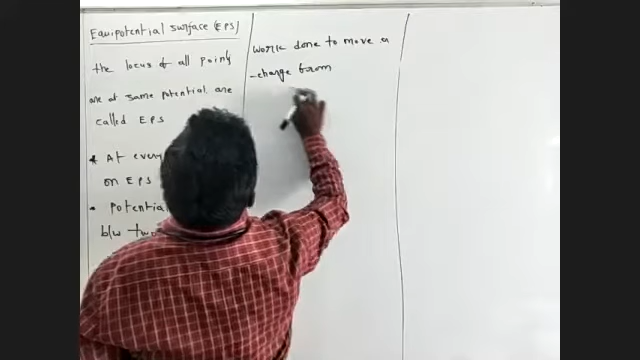 Equipotential surface (EPS)
the locus of all points
are at same potential are
called EPS
* At every
on EPS
• potentia
b/w two
work done to move a
charge from